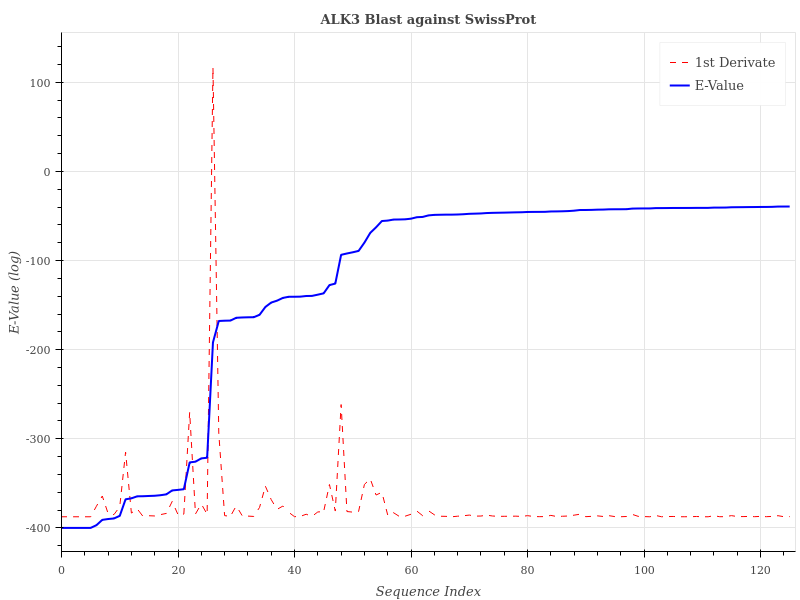 ALK3 Blast against SwissProt
1st Derivate
E-Value
100
0
-100
-200
-300
-400
E-Value (log)
0 20 40 60 80 100 120
Sequence Index